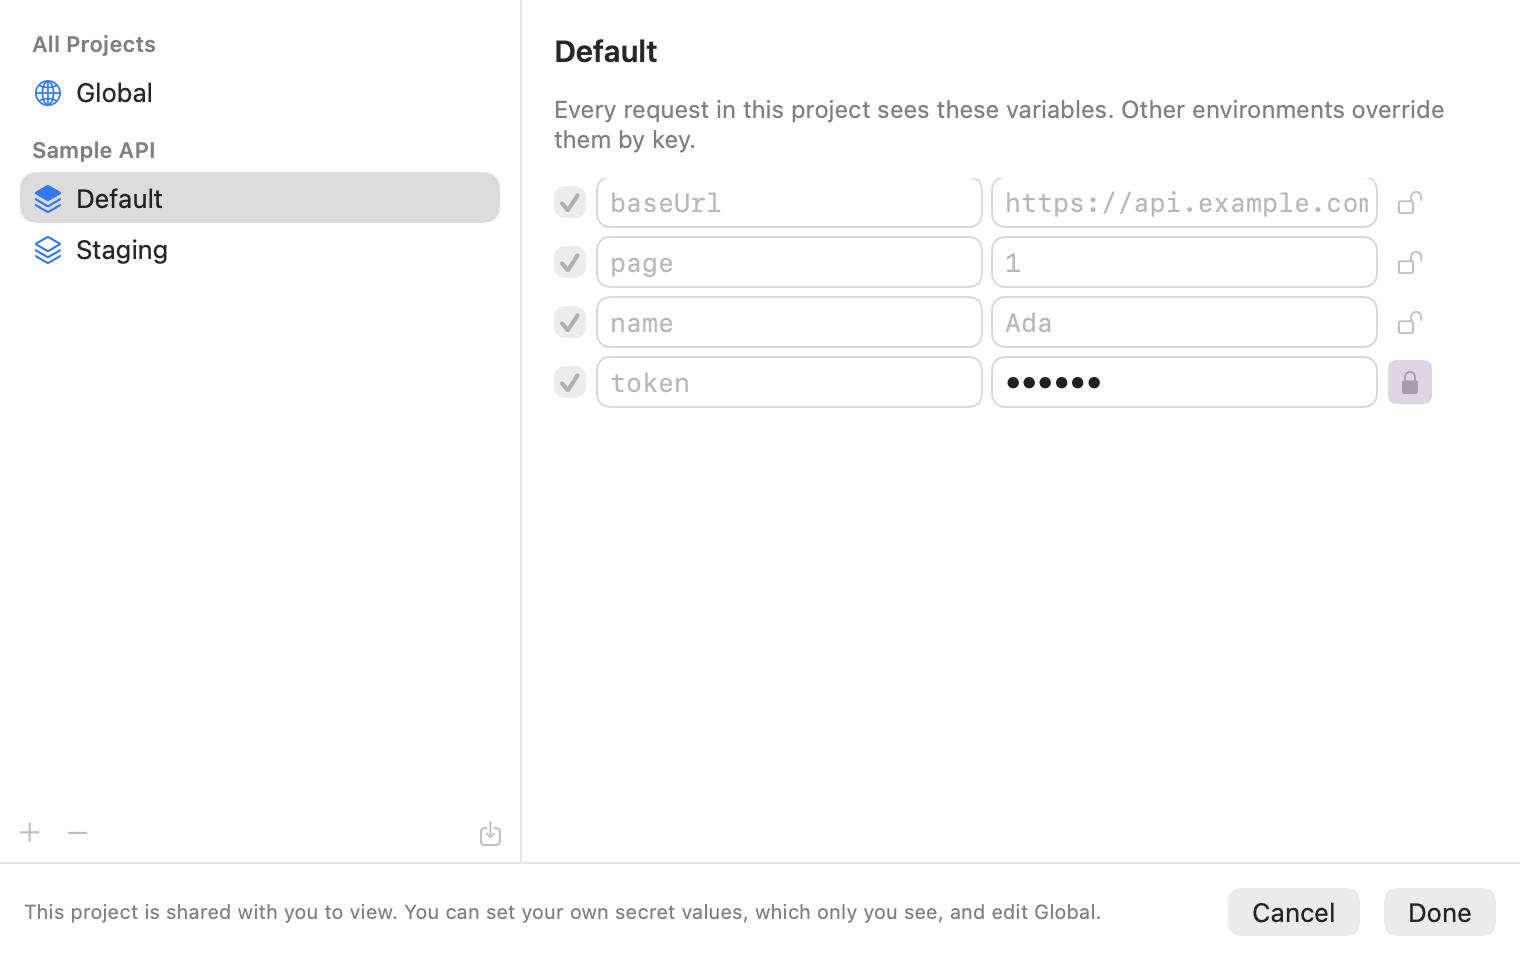 All Projects
Global
Sample API
Default
Staging
Default
Every request in this project sees these variables. Other environments override
them by key.
baseUrl
https://api.example.com
page
1
name
Ada
token
••••••
This project is shared with you to view. You can set your own secret values, which only you see, and edit Global.
Cancel
Done